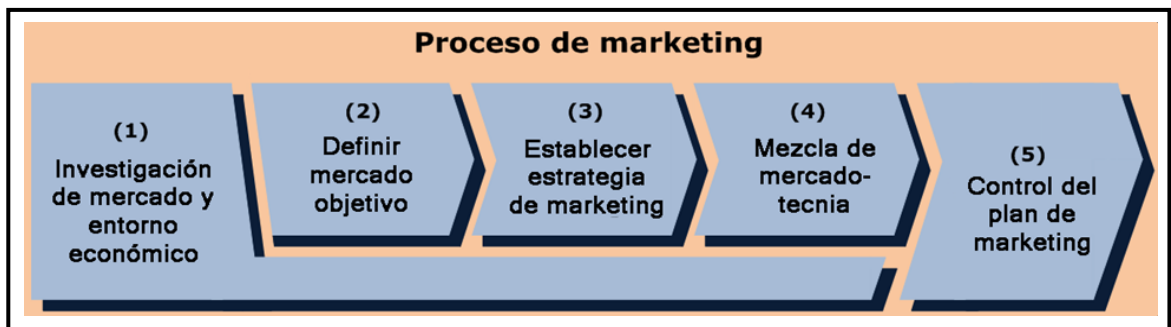 Proceso de marketing
(1)
Investigación
de mercado y
entorno
económico
(2)
Definir
mercado
objetivo
(3)
Establecer
estrategia
de marketing
(4)
Mezcla de
mercado-
tecnia
(5)
Control del
plan de
marketing